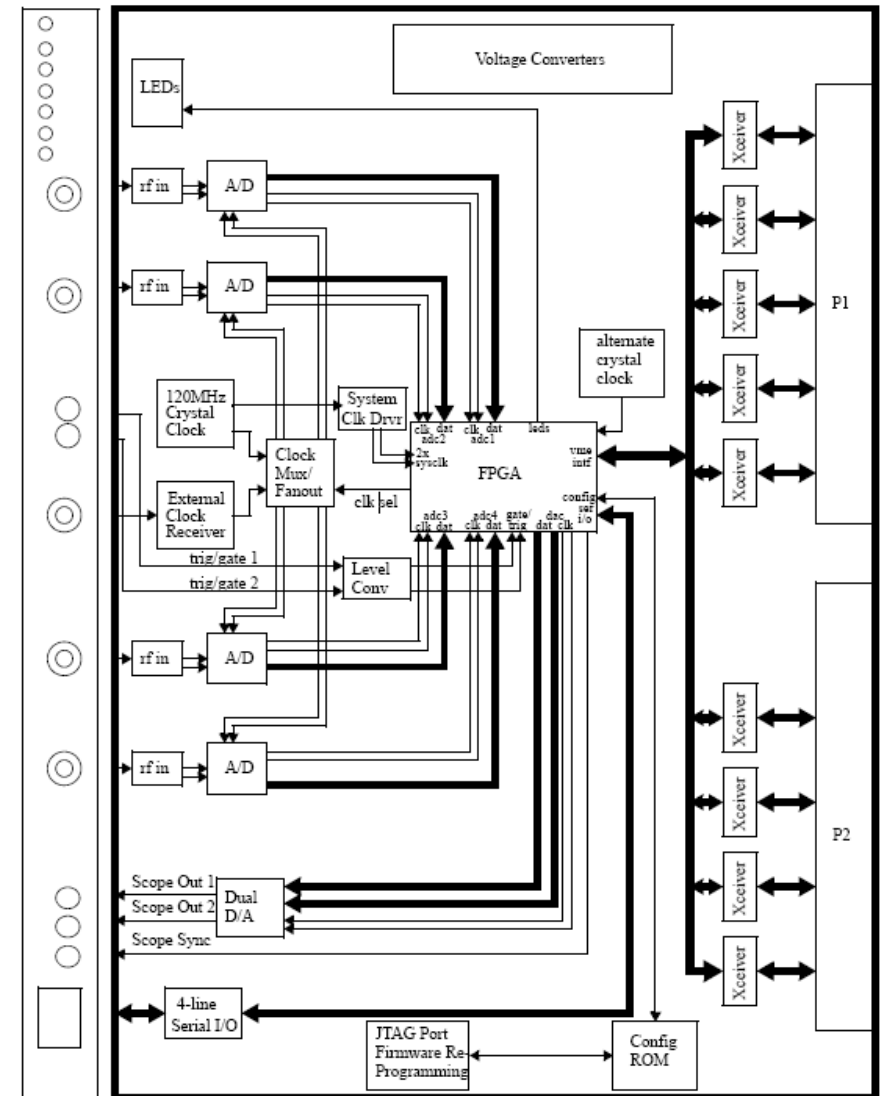 Voltage Converters
LEDs
Xceiver
rf in
A/D
Xceiver
rf in
A/D
Xceiver
P1
alternate
crystal
clock
120MHz
Crystal
Clock
System
Clk Drvr
Xceiver
clk dat
adc2
clk dat
adc1
leds
2x
sysclk
vme
intf
Xceiver
Clock
Mux/
Fanout
FPGA
External
Clock
Receiver
clk sel
config
ser
i/o
adc3
clk dat
adc4
clk dat
gate/
trig
dac
dat clk
trig/gate 1
trig/gate 2
Level
Conv
rf in
A/D
Xceiver
rf in
A/D
Xceiver
P2
Scope Out 1
Scope Out 2
Scope Sync
Dual
D/A
Xceiver
Xceiver
4-line
Serial I/O
JTAG Port
Firmware Re-
Programming
Config
ROM